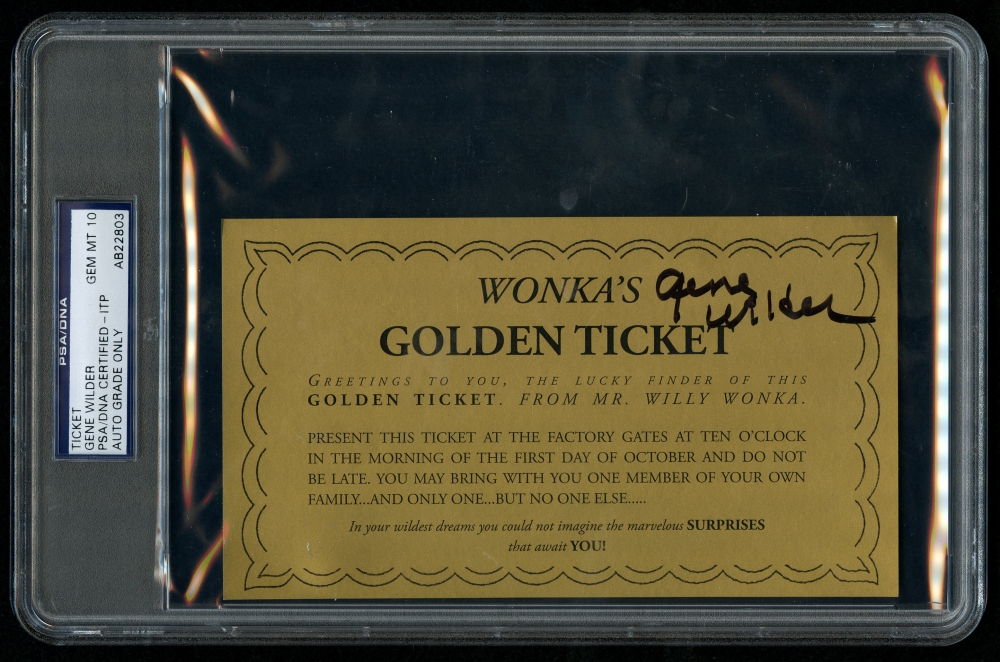 PSA/DNA
TICKET
GENE WILDER GEM MT 10
PSA/DNA CERTIFIED - ITP
AUTO GRADE ONLY AB22803
WONKA'S
Gene
Wilder
GOLDEN TICKET
GREETINGS TO YOU, THE LUCKY FINDER OF THIS
GOLDEN TICKET. FROM MR. WILLY WONKA.
PRESENT THIS TICKET AT THE FACTORY GATES AT TEN O'CLOCK
IN THE MORNING OF THE FIRST DAY OF OCTOBER AND DO NOT
BE LATE. YOU MAY BRING WITH YOU ONE MEMBER OF YOUR OWN
FAMILY...AND ONLY ONE...BUT NO ONE ELSE.....
In your wildest dreams you could not imagine the marvelous SURPRISES
that await YOU!